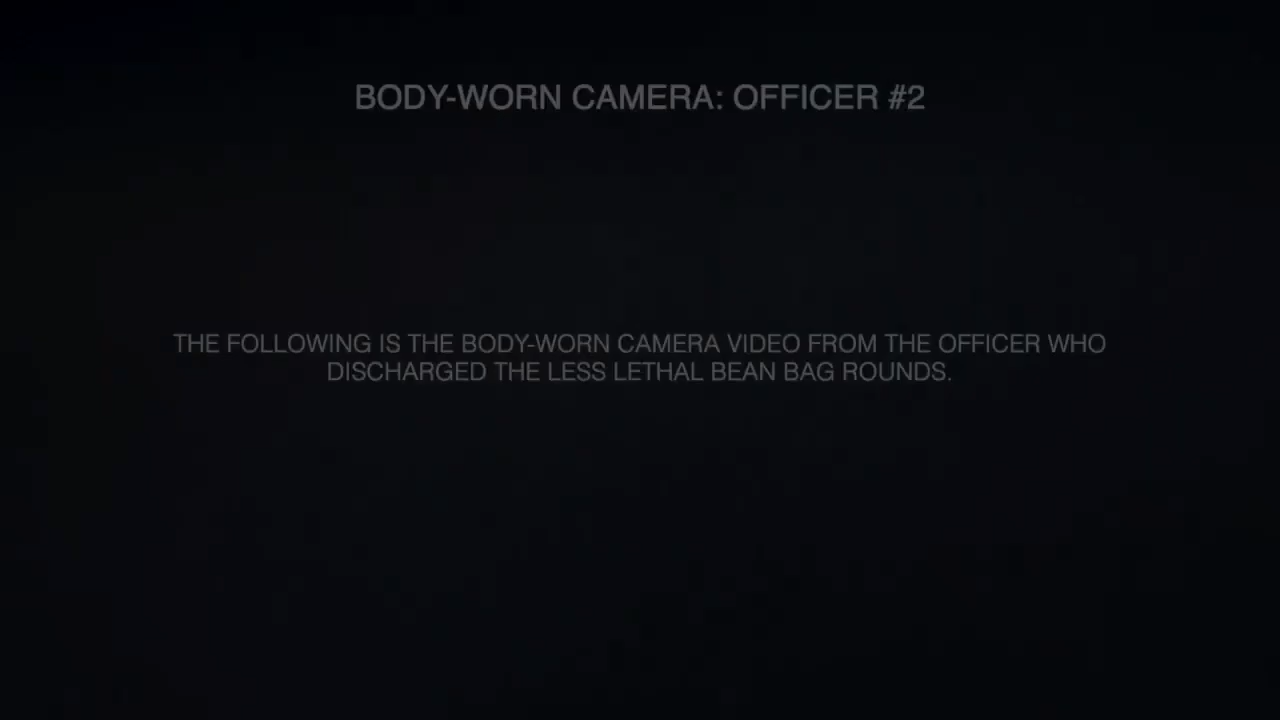 BODY-WORN CAMERA: OFFICER #2
THE FOLLOWING IS THE BODY-WORN CAMERA VIDEO FROM THE OFFICER WHO
DISCHARGED THE LESS LETHAL BEAN BAG ROUNDS.